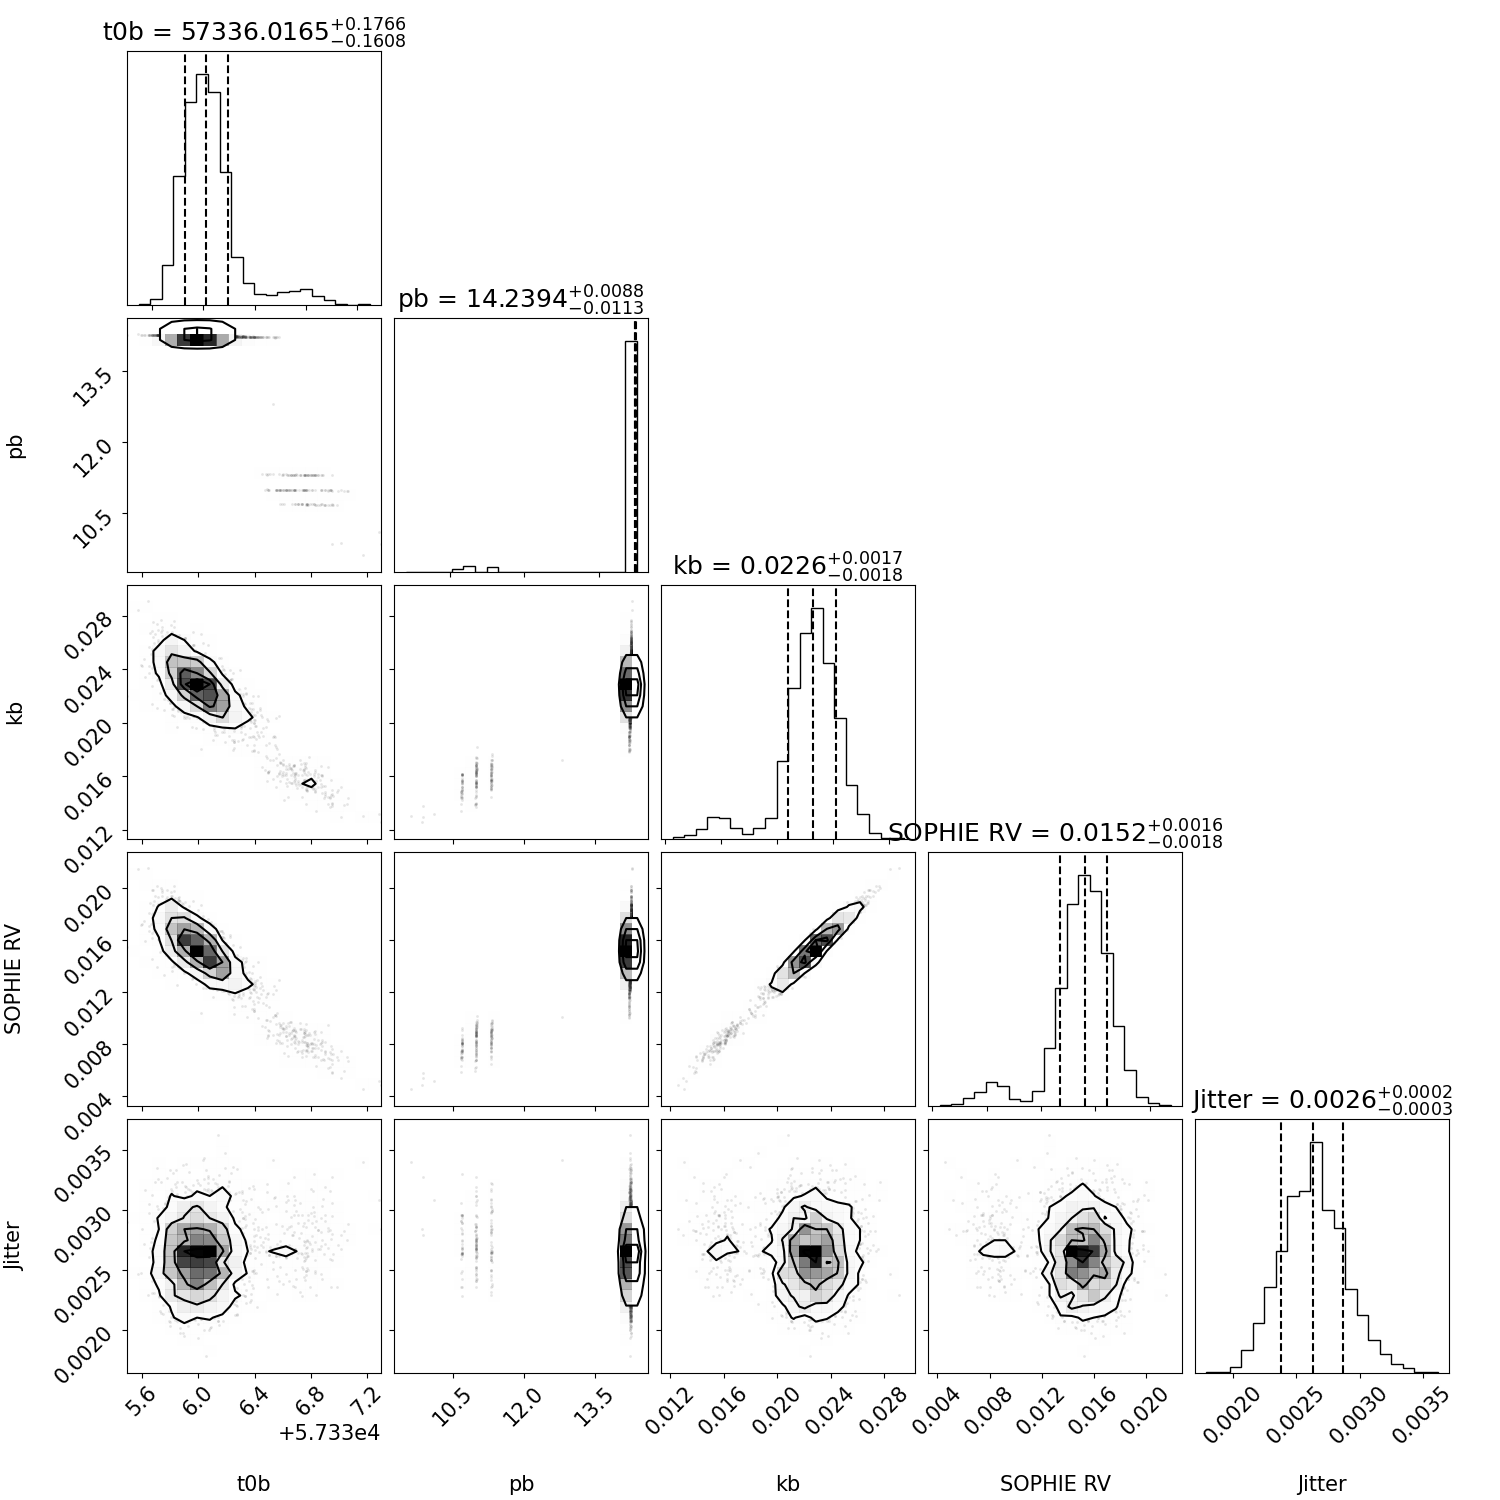 t0b = 57336.0165+0.1766 −0.1608
pb = 14.2394+0.0088 −0.0113
13.5
12.0
10.5
pb
kb = 0.0226+0.0017 −0.0018
0.028
0.024
0.020
0.016
0.012
kb
SOPHIE RV = 0.0152+0.0016 −0.0018
0.020
0.016
0.012
0.008
0.004
SOPHIE RV
Jitter = 0.0026+0.0002 −0.0003
0.0035
0.0030
0.0025
0.0020
Jitter
5.6 6.0 6.4 6.8 7.2 10.5 12.0 13.5 0.012 0.016 0.020 0.024 0.028 0.004 0.008 0.012 0.016 0.020 0.0020 0.0025 0.0030 0.0035
+5.733e4
t0b pb kb SOPHIE RV Jitter